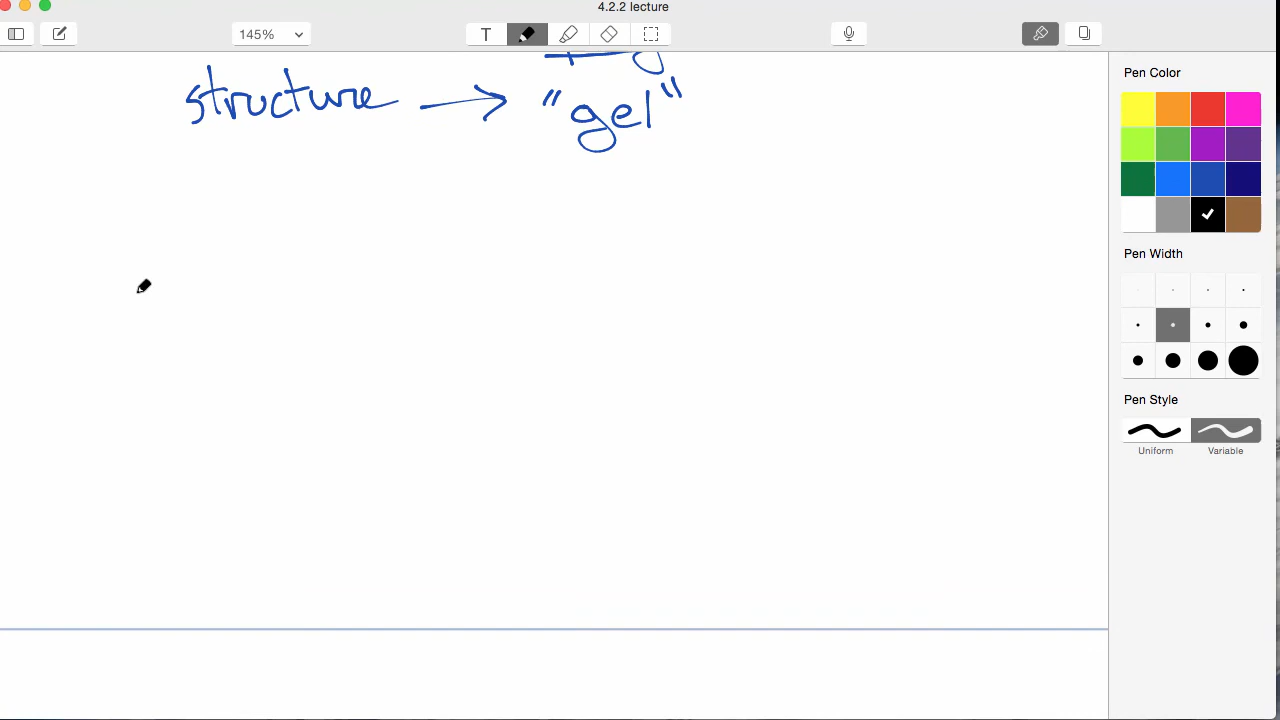 4.2.2 lecture
145%
T
Pen Color
structure → "gel"
Pen Width
Pen Style
Uniform
Variable